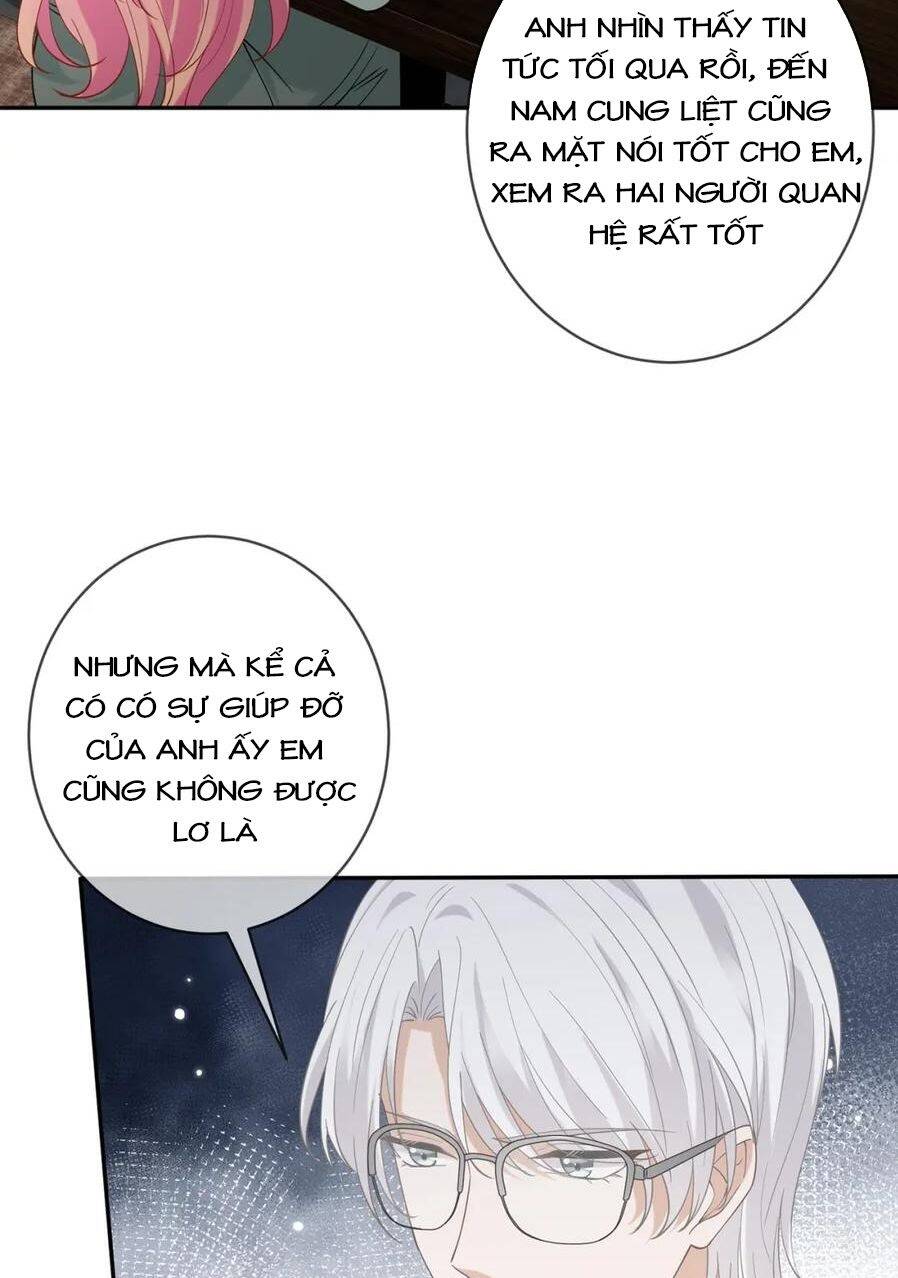 ANH NHÌN THẤY TIN
TỨC TỐI QUA RỒI, ĐẾN
NAM CUNG LIỆT CŨNG
RA MẶT NÓI TỐT CHO EM,
XEM RA HAI NGƯỜI QUAN
HỆ RẤT TỐT
NHƯNG MÀ KỂ CẢ
CÓ CÓ SỰ GIÚP ĐỠ
CỦA ANH ẤY EM
CŨNG KHÔNG ĐƯỢC
LƠ LÀ